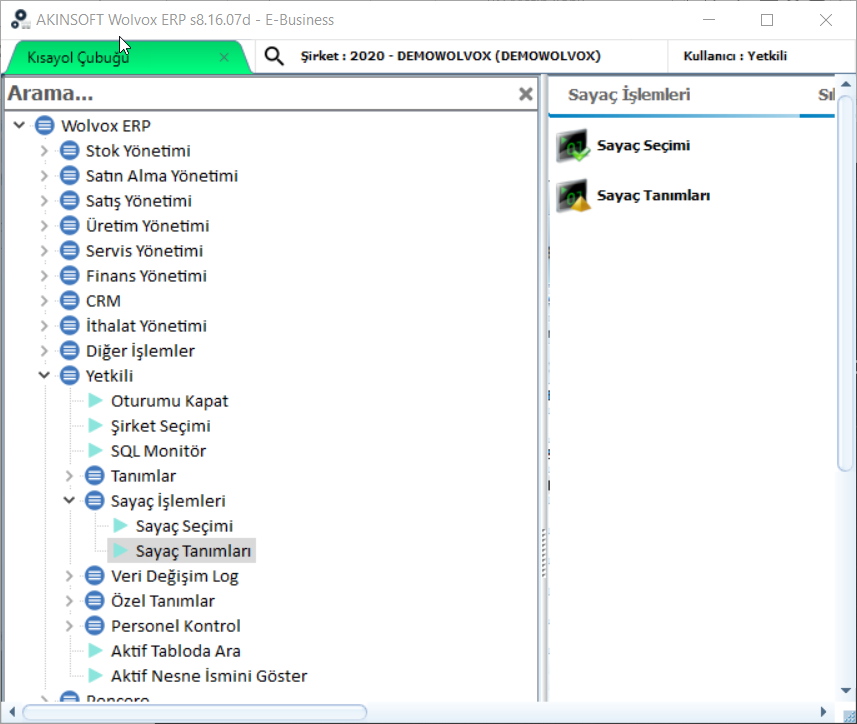 AKINSOFT Wolvox ERP s8.16.07d - E-Business
Kısayol Çubuğu
Şirket : 2020 - DEMOWOLVOX (DEMOWOLVOX)
Kullanıcı : Yetkili
Arama...
Wolvox ERP
Stok Yönetimi
Satın Alma Yönetimi
Satış Yönetimi
Üretim Yönetimi
Servis Yönetimi
Finans Yönetimi
CRM
İthalat Yönetimi
Diğer İşlemler
Yetkili
Oturumu Kapat
Şirket Seçimi
SQL Monitör
Tanımlar
Sayaç İşlemleri
Sayaç Seçimi
Sayaç Tanımları
Veri Değişim Log
Özel Tanımlar
Personel Kontrol
Aktif Tabloda Ara
Aktif Nesne İsmini Göster
Sayaç İşlemleri
Sayaç Seçimi
Sayaç Tanımları